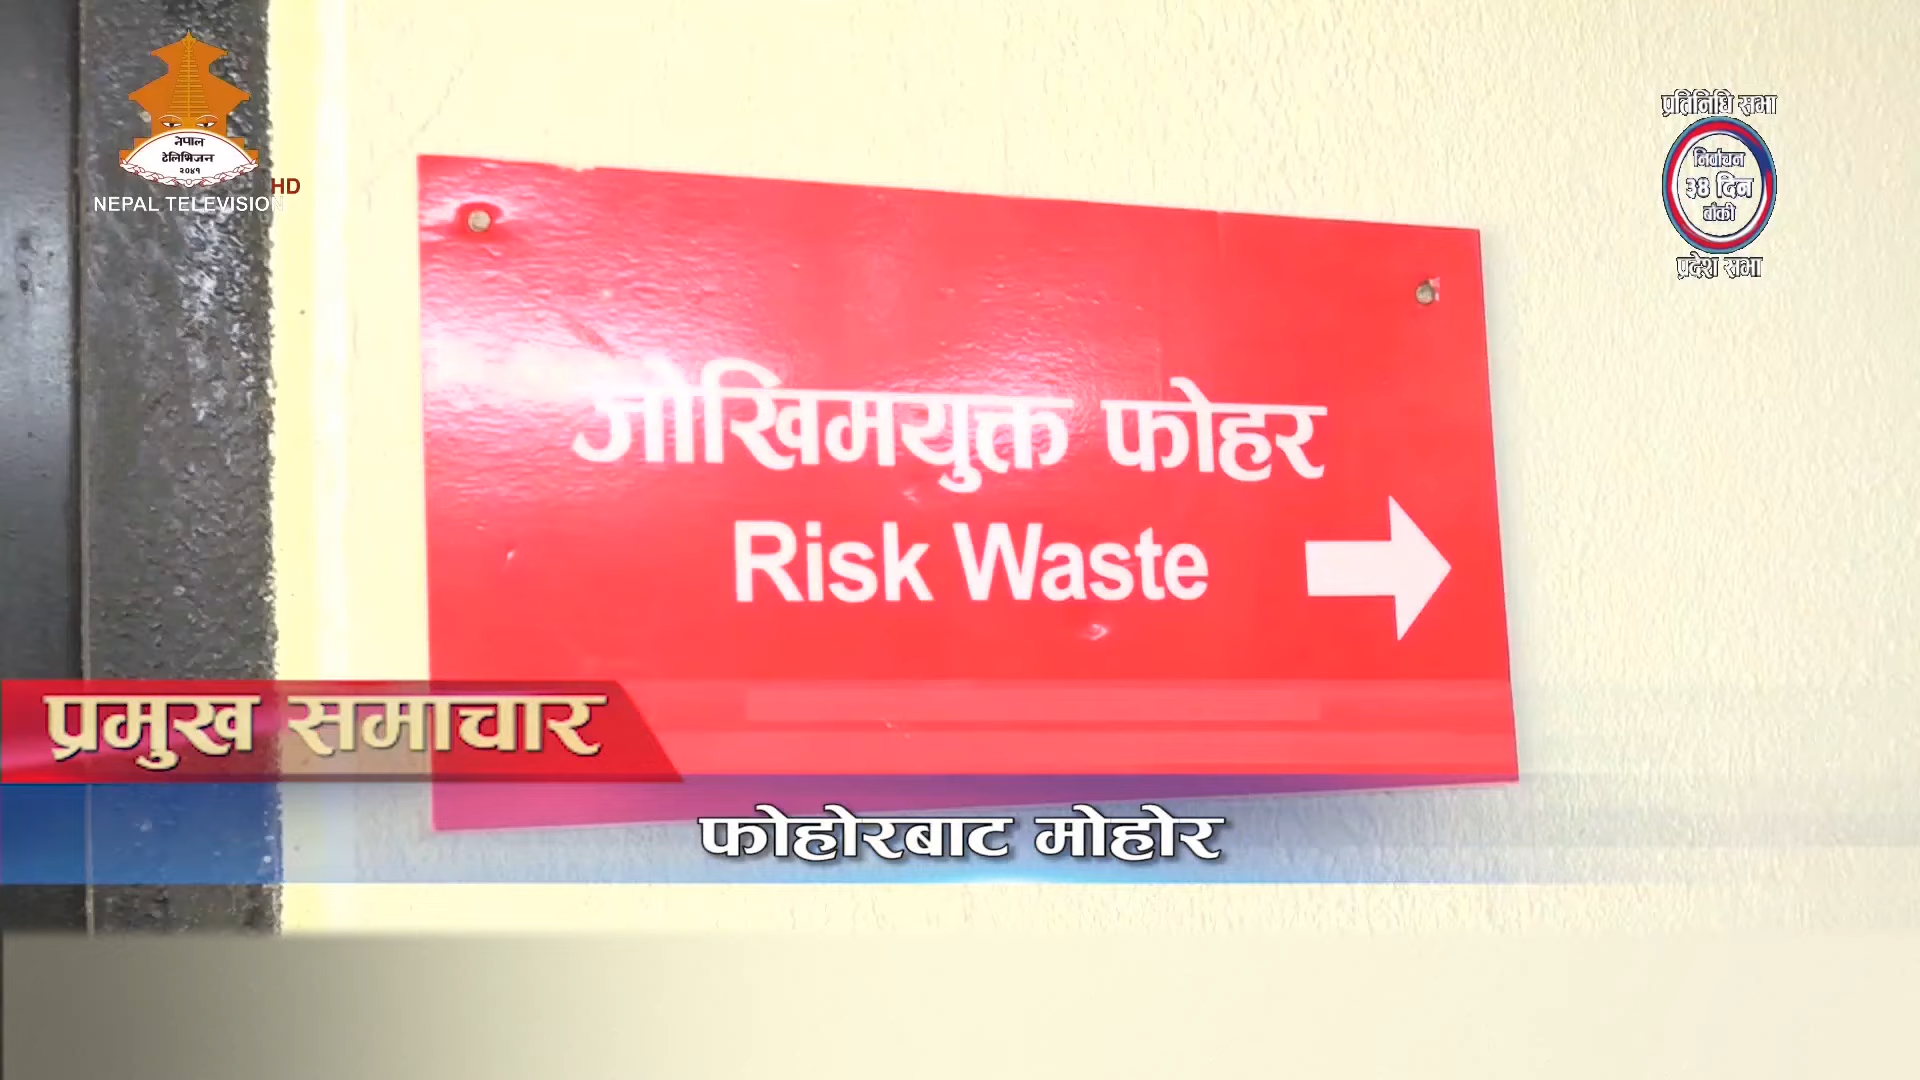 नेपाल
टेलिभिजन
२०४१
HD
NEPAL TELEVISION
प्रतिनिधि सभा
निर्वाचन
३४ दिन
बाँकी
प्रदेश सभा
जोखिमयुक्त फोहर
Risk Waste
प्रमुख समाचार
फोहोरबाट मोहोर